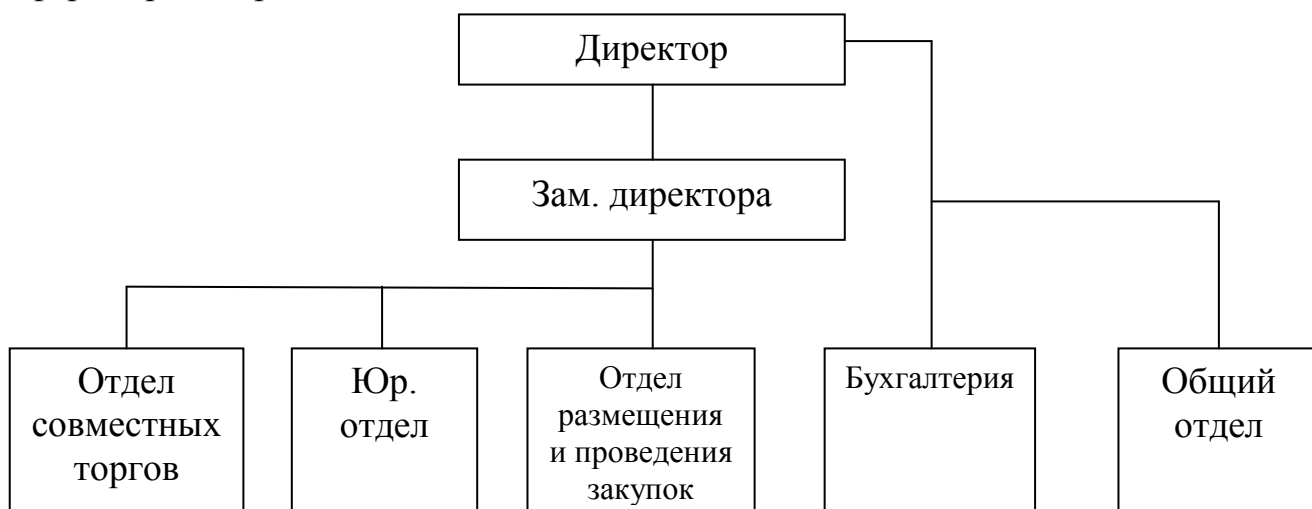 Директор
Зам. директора
Отдел
совместных
торгов
Юр.
отдел
Отдел
размещения
и проведения
закупок
Бухгалтерия
Общий
отдел